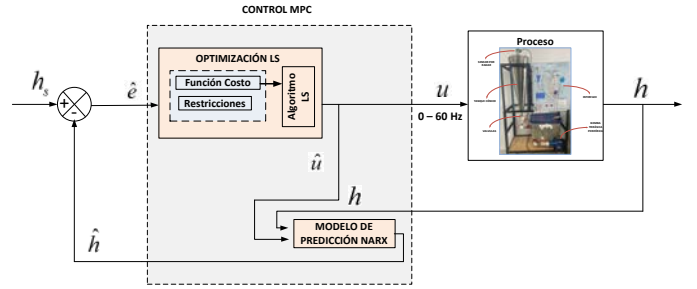 CONTROL MPC
OPTIMIZACIÓN LS
Función Costo
Restricciones
Algoritmo
LS
Proceso
h_s
+
-
ê
û
u
0 – 60 Hz
h
h
ĥ
MODELO DE
PREDICCIÓN NARX